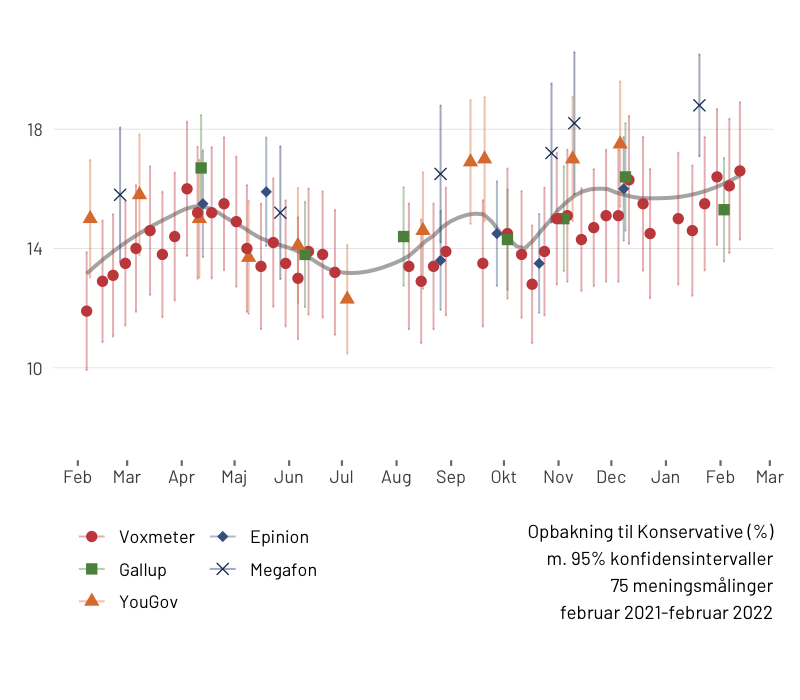 18
14
10
Feb Mar Apr Maj Jun Jul Aug Sep Okt Nov Dec Jan Feb Mar
Voxmeter Epinion
Gallup Megafon
YouGov
Opbakning til Konservative (%)
m. 95% konfidensintervaller
75 meningsmålinger
februar 2021-februar 2022